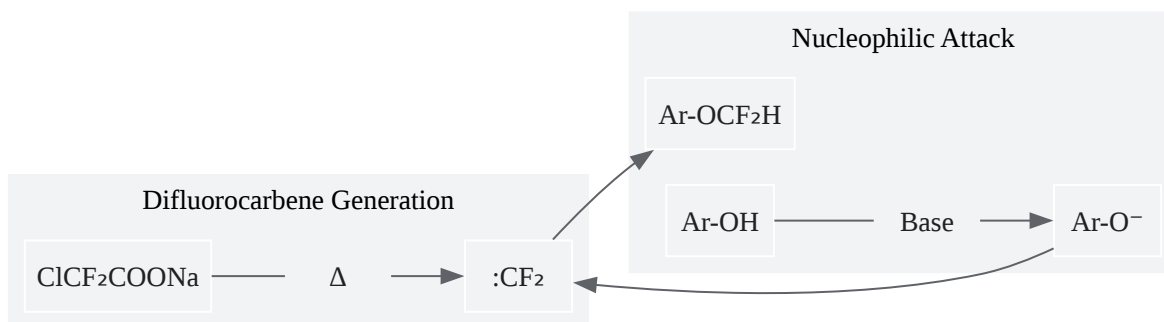 Nucleophilic Attack
Ar-OCF₂H
Difluorocarbene Generation
Ar-OH
Base
Ar-O⁻
ClCF₂COONa
Δ
:CF₂